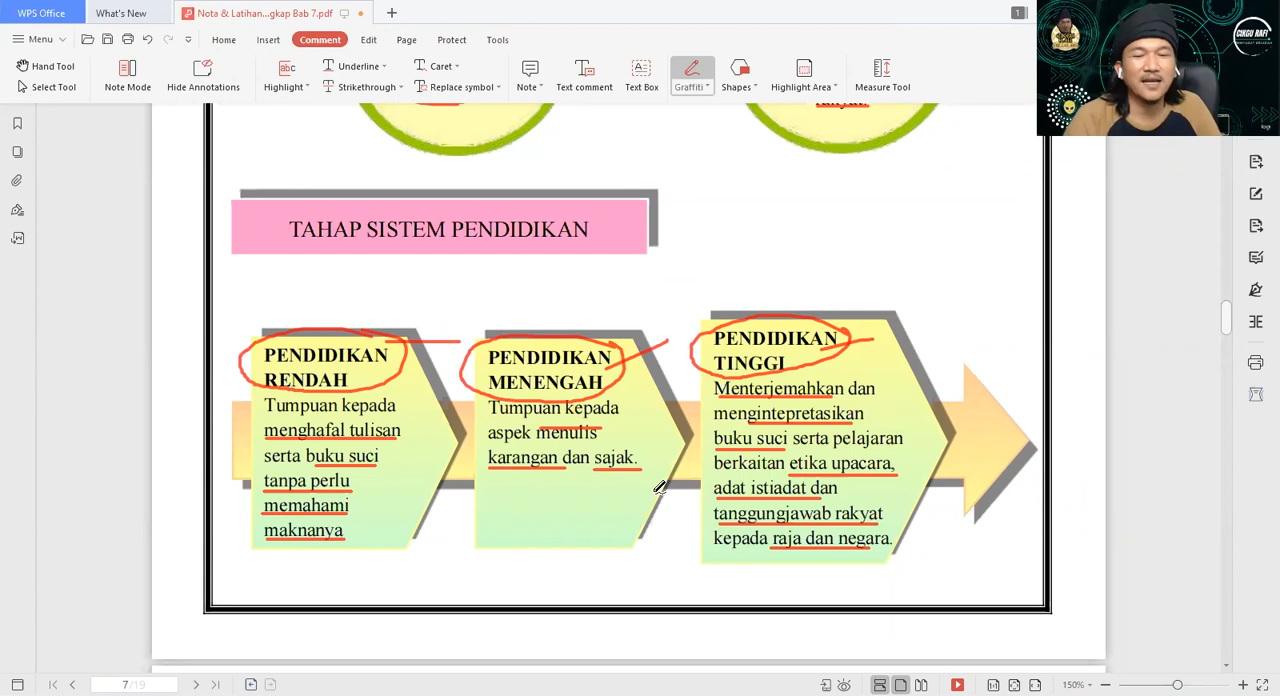 WPS Office
What's New
Nota & Latihan...gkap Bab 7.pdf
1
CIKGU RAFI
Menu
Home
Insert
Comment
Edit
Page
Protect
Tools
Hand Tool
Select Tool
Note Mode
Hide Annotations
Highlight
Underline
Strikethrough
Caret
Replace symbol
Note
Text comment
Text Box
Graffiti
Shapes
Highlight Area
Measure Tool
TAHAP SISTEM PENDIDIKAN
PENDIDIKAN
RENDAH
Tumpuan kepada
menghafal tulisan
serta buku suci
tanpa perlu
memahami
maknanya
PENDIDIKAN
MENENGAH
Tumpuan kepada
aspek menulis
karangan dan sajak.
PENDIDIKAN
TINGGI
Menterjemahkan dan
mengintepretasikan
buku suci serta pelajaran
berkaitan etika upacara,
adat istiadat dan
tanggungjawab rakyat
kepada raja dan negara.
7/19
150%